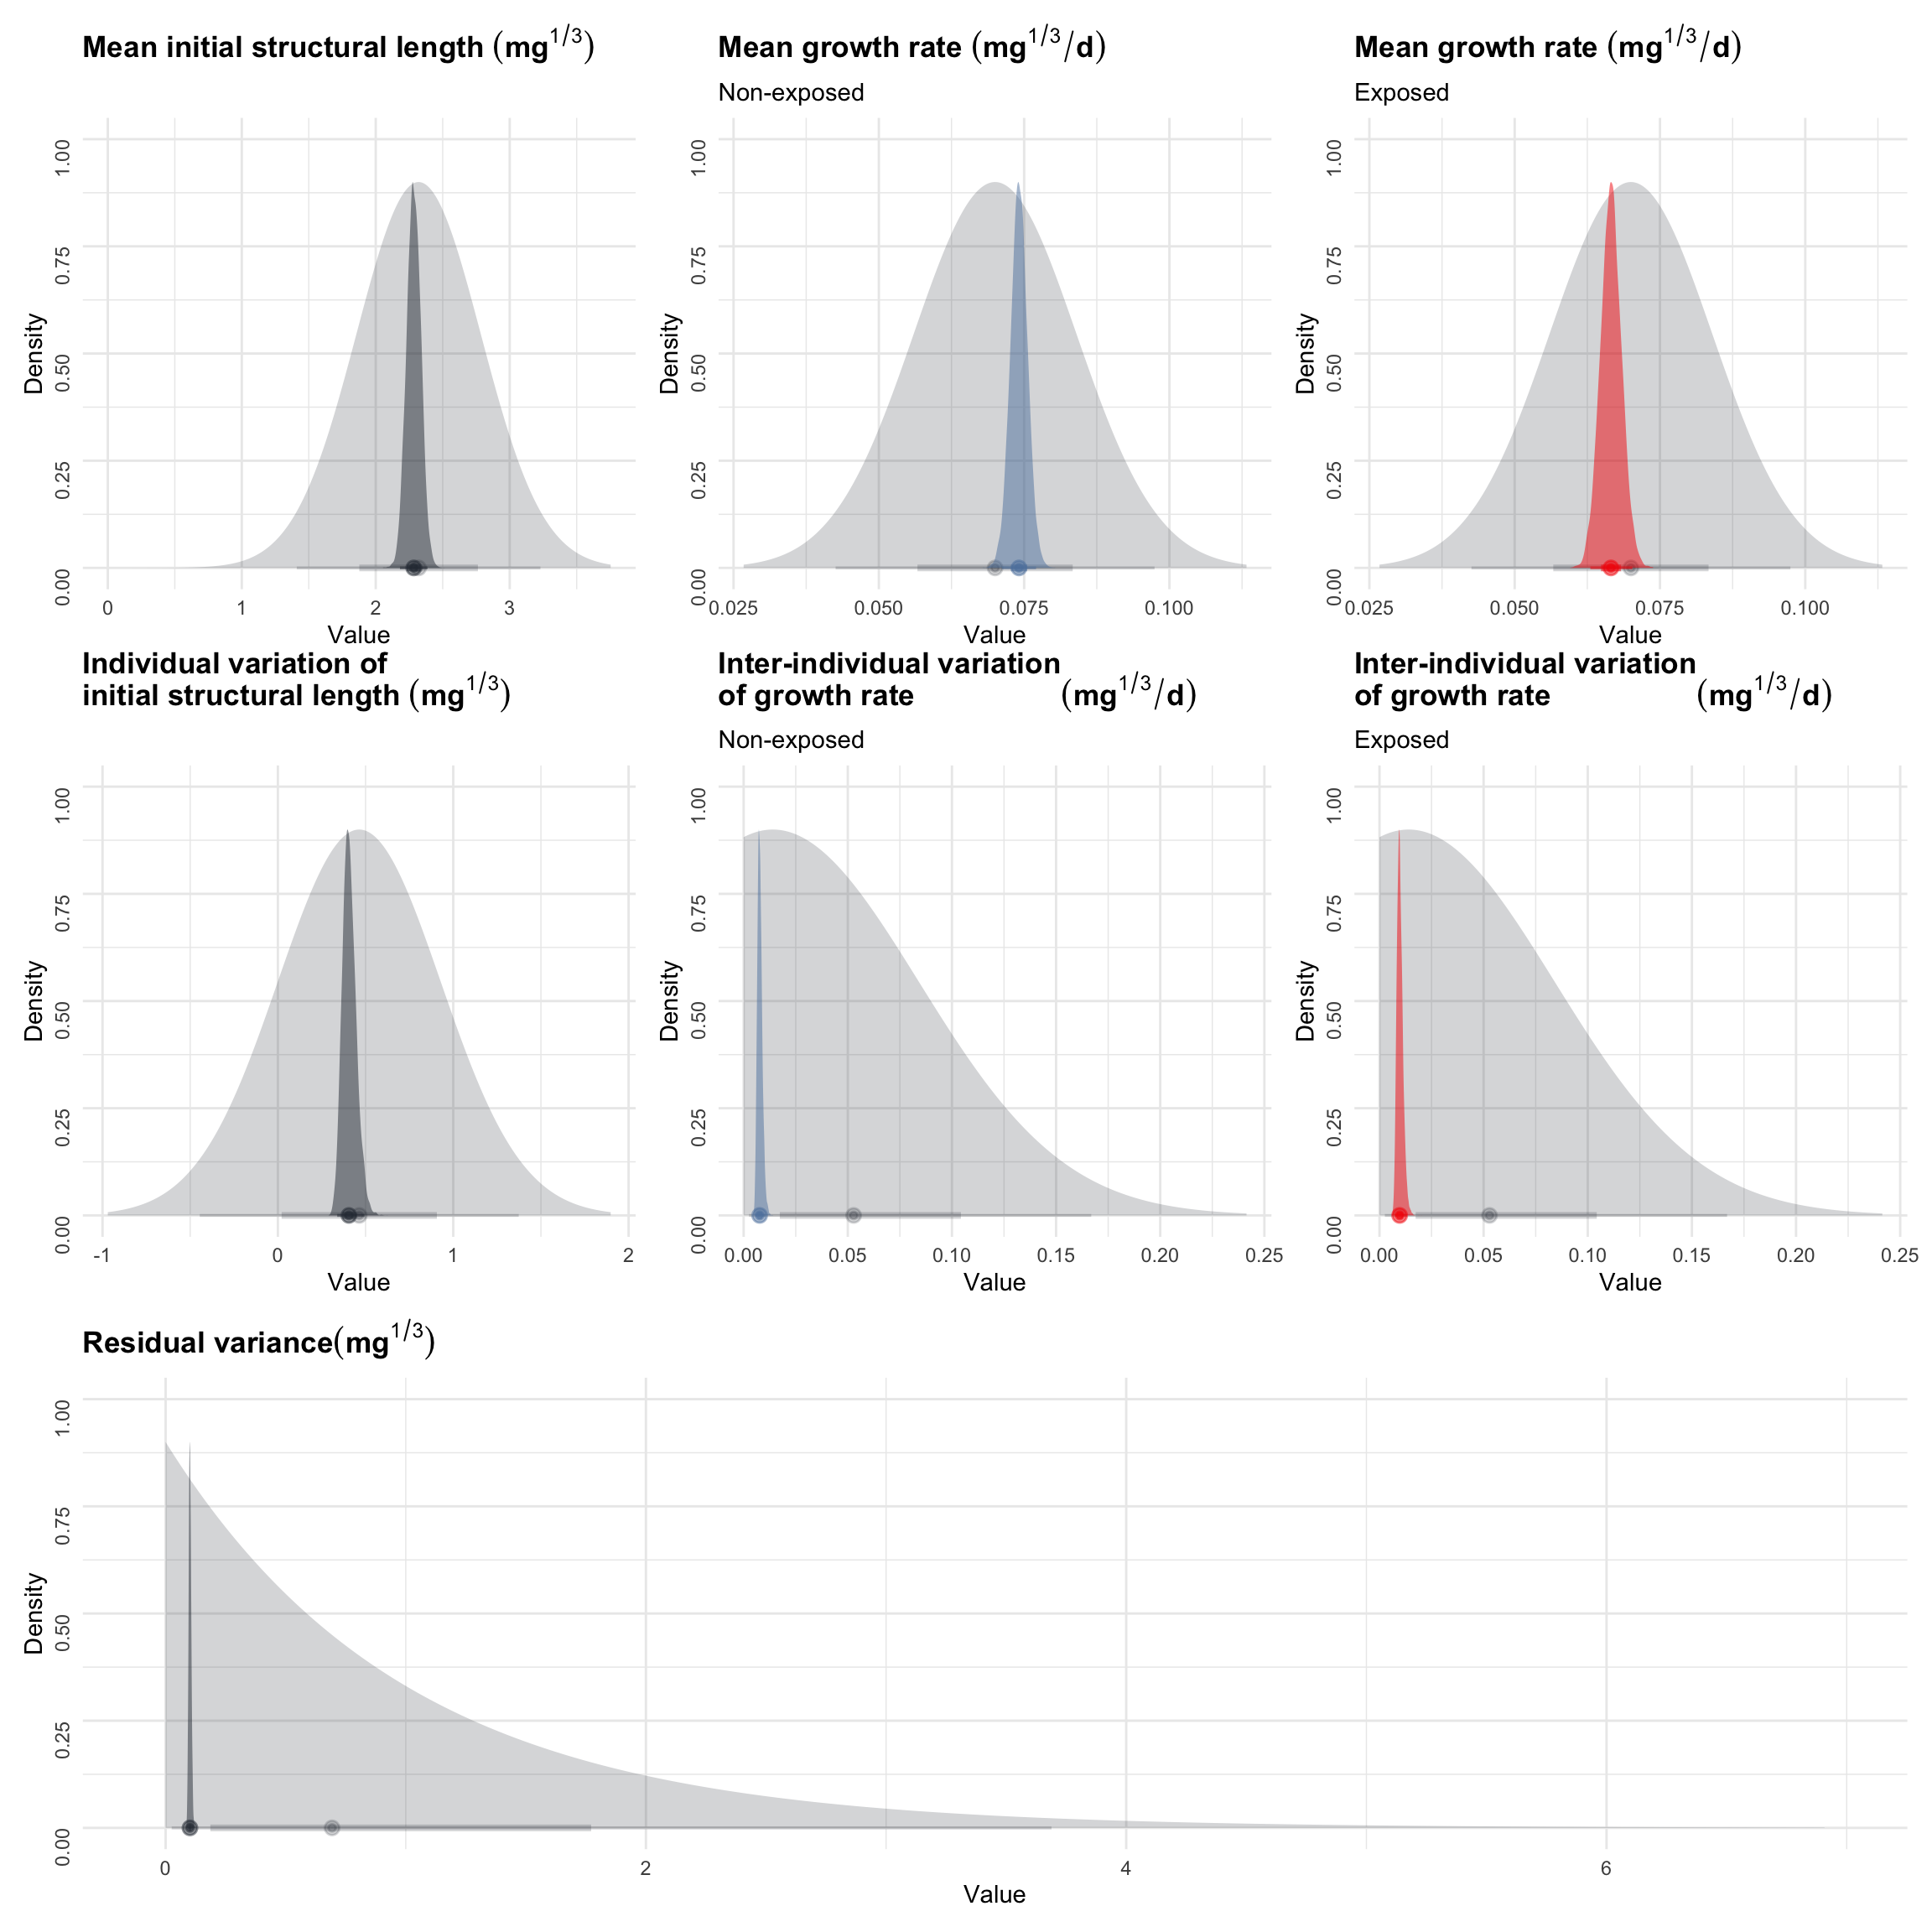 Mean initial structural length (mg^1/3)
Mean growth rate (mg^1/3/d)
Non-exposed
Mean growth rate (mg^1/3/d)
Exposed
Density
1.00
0.75
0.50
0.25
0.00
0 1 2 3
Value
Density
1.00
0.75
0.50
0.25
0.00
0.025 0.050 0.075 0.100
Value
Density
1.00
0.75
0.50
0.25
0.00
0.025 0.050 0.075 0.100
Value
Individual variation of
initial structural length (mg^1/3)
Inter-individual variation
of growth rate (mg^1/3/d)
Non-exposed
Inter-individual variation
of growth rate (mg^1/3/d)
Exposed
Density
1.00
0.75
0.50
0.25
0.00
-1 0 1 2
Value
Density
1.00
0.75
0.50
0.25
0.00
0.00 0.05 0.10 0.15 0.20 0.25
Value
Density
1.00
0.75
0.50
0.25
0.00
0.00 0.05 0.10 0.15 0.20 0.25
Value
Residual variance(mg^1/3)
Density
1.00
0.75
0.50
0.25
0.00
0 2 4 6
Value